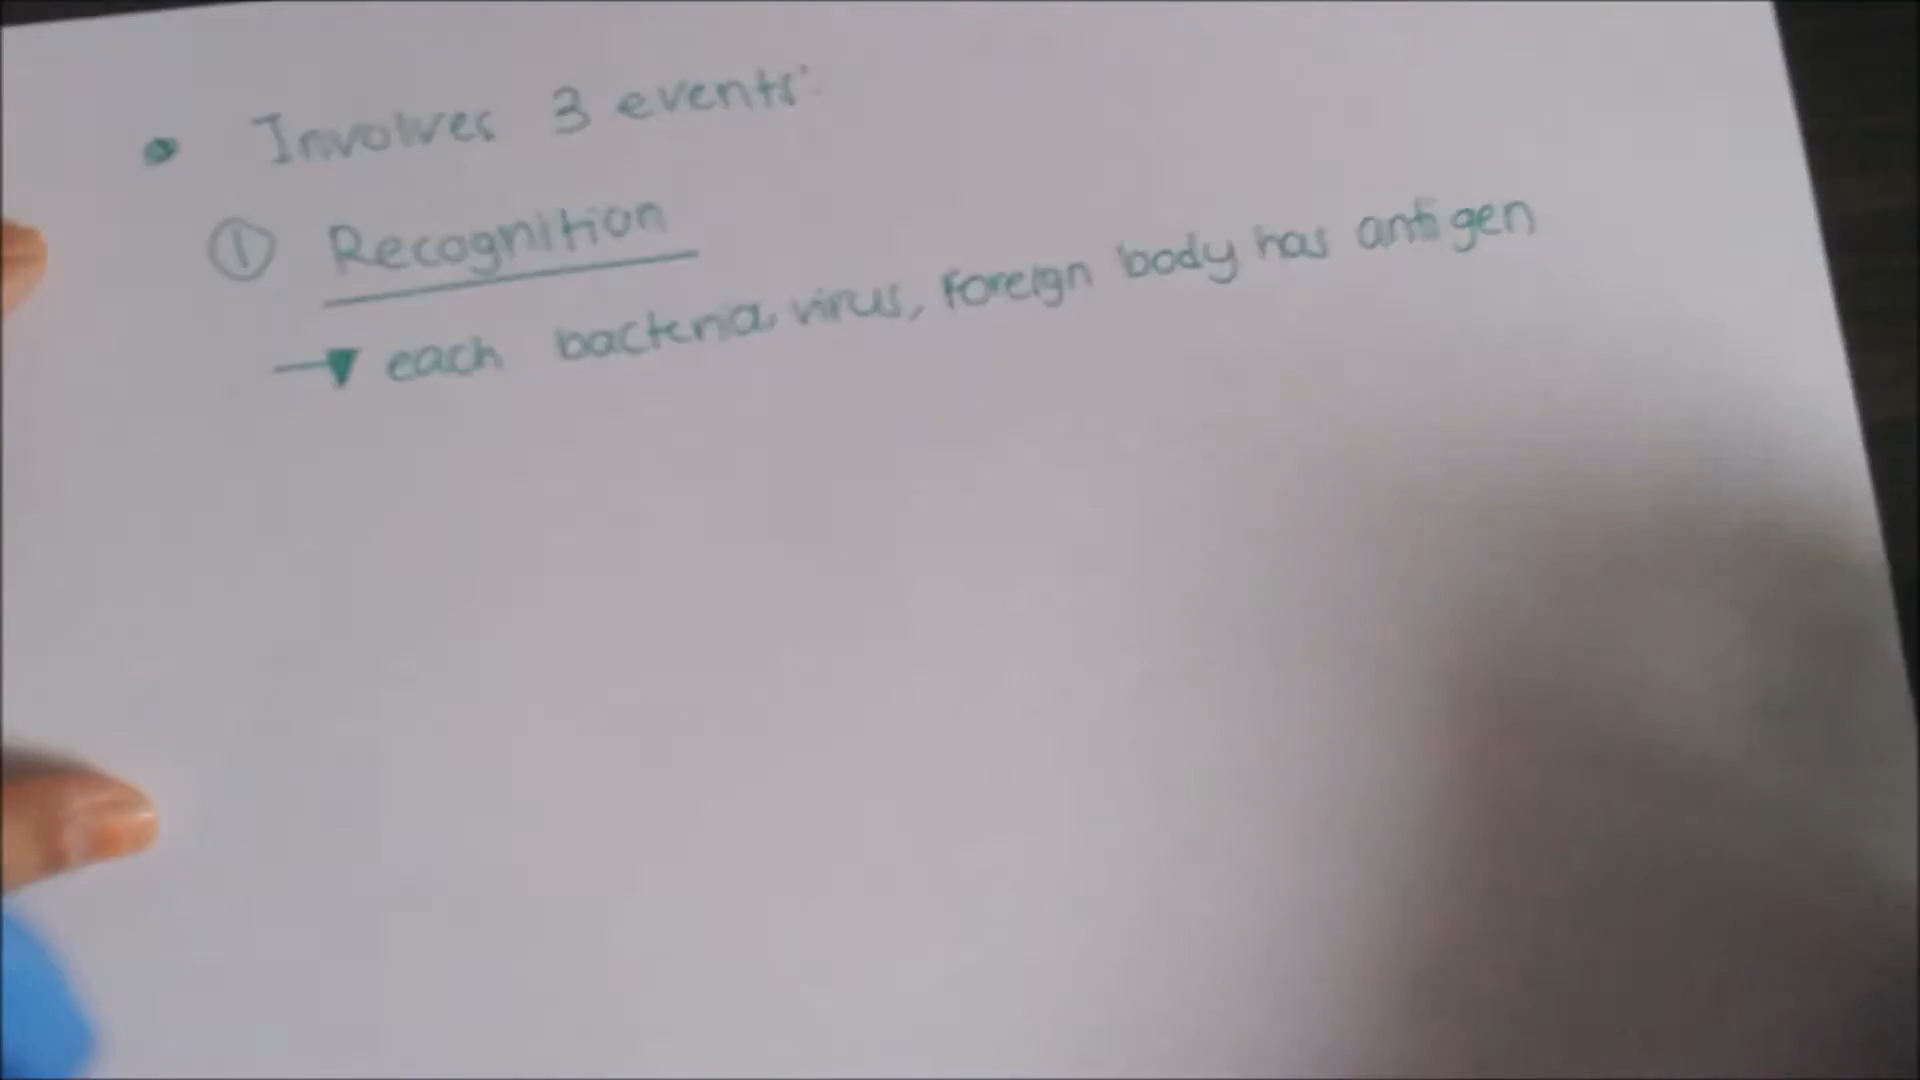 • Involves 3 events:
① Recognition
→ each bacteria, virus, foreign body has antigen